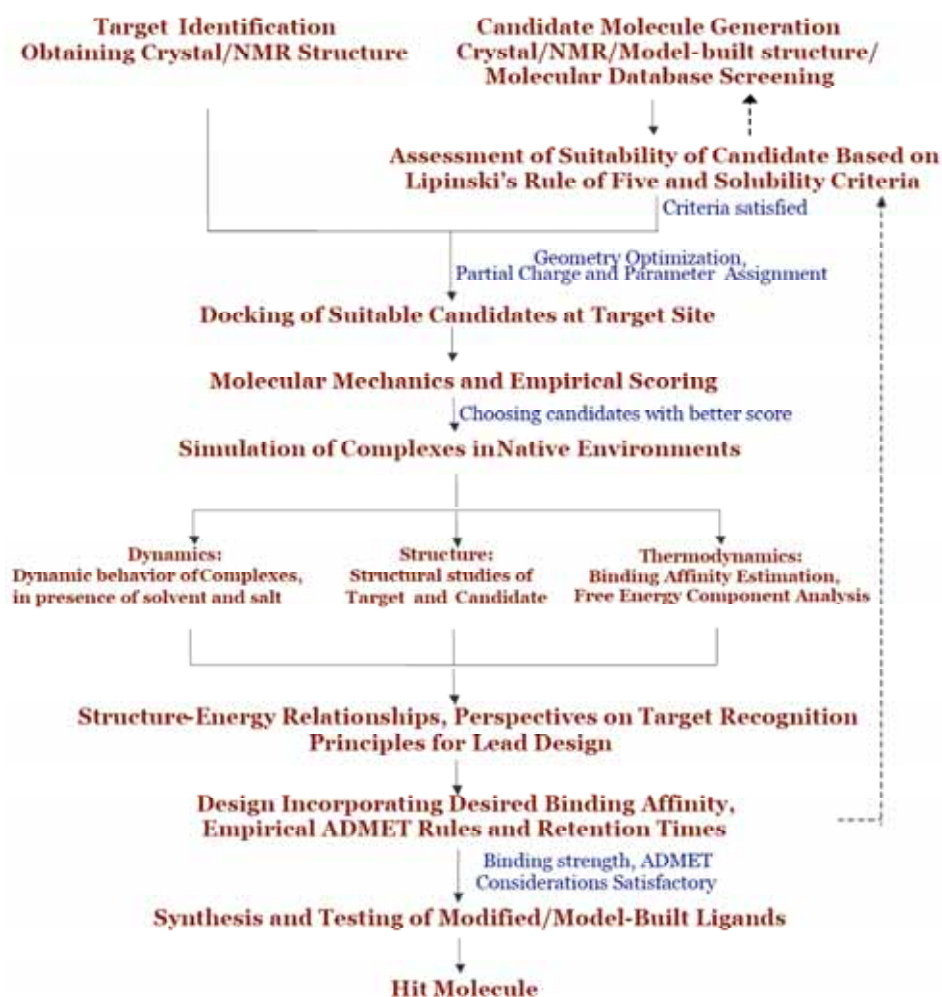 Target Identification
Obtaining Crystal/NMR Structure
Candidate Molecule Generation
Crystal/NMR/Model-built structure/
Molecular Database Screening
Assessment of Suitability of Candidate Based on
Lipinski's Rule of Five and Solubility Criteria
Criteria satisfied
Geometry Optimization,
Partial Charge and Parameter Assignment
Docking of Suitable Candidates at Target Site
Molecular Mechanics and Empirical Scoring
Choosing candidates with better score
Simulation of Complexes in Native Environments
Dynamics:
Dynamic behavior of Complexes,
in presence of solvent and salt
Structure:
Structural studies of
Target and Candidate
Thermodynamics:
Binding Affinity Estimation,
Free Energy Component Analysis
Structure-Energy Relationships, Perspectives on Target Recognition
Principles for Lead Design
Design Incorporating Desired Binding Affinity,
Empirical ADMET Rules and Retention Times
Binding strength, ADMET
Considerations Satisfactory
Synthesis and Testing of Modified/Model-Built Ligands
Hit Molecule